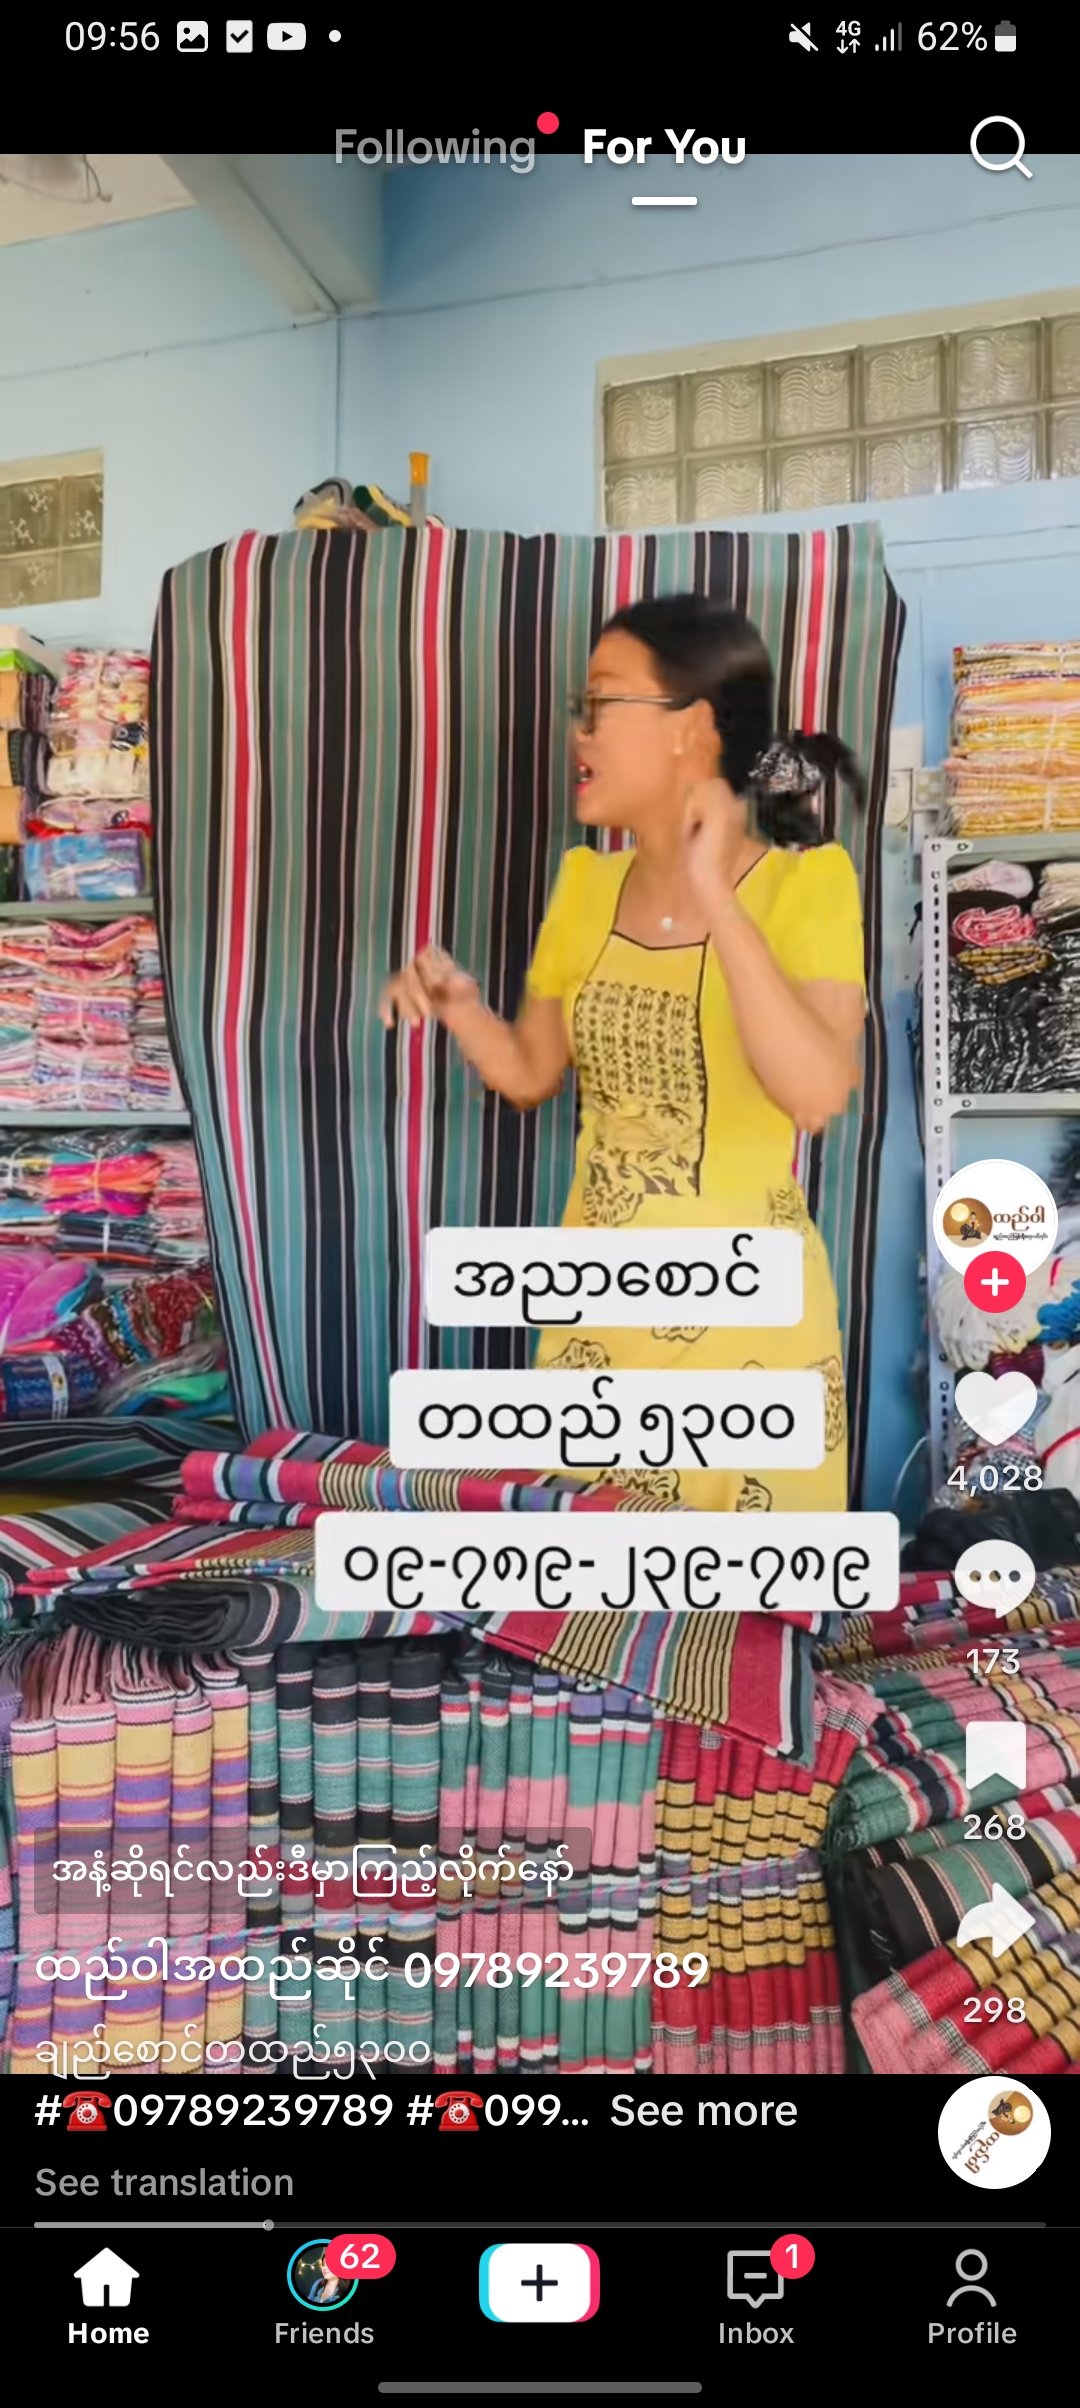 09:56
4G 62%
Following For You
ထည်ဝါ
အညာစောင်
တထည် ၅၃၀၀
4,028
၀၉-၇၈၉-၂၃၉-၇၈၉
173
268
အနံ့ဆိုရင်လည်းဒီမှာကြည့်လိုက်နော်
ထည်ဝါအထည်ဆိုင် 09789239789
298
ချည်စောင်တထည်၅၃၀၀
#☎️09789239789 #☎️099... See more
See translation
62
1
Home Friends Inbox Profile